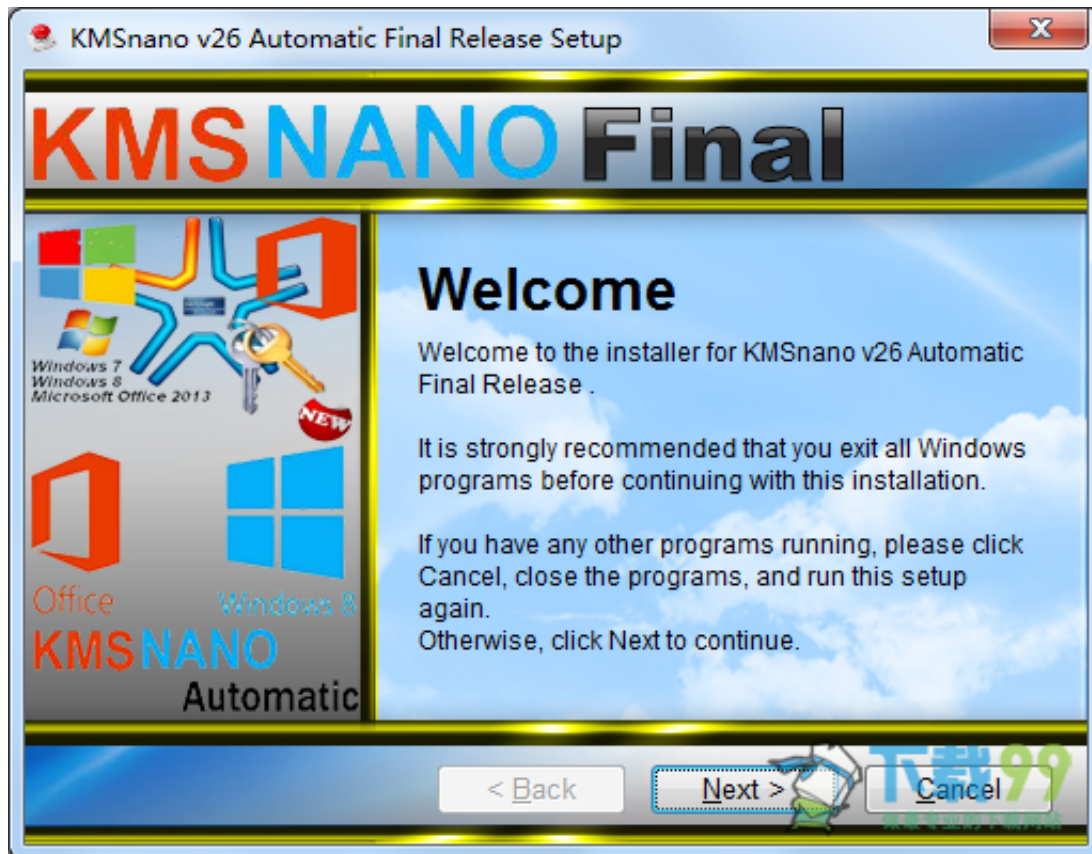 KMSnano v26 Automatic Final Release Setup
KMS NANO Final
Windows 7
Windows 8
Microsoft Office 2013
NEW
Office
Windows 8
KMSNANO
Automatic
Welcome
Welcome to the installer for KMSnano v26 Automatic
Final Release .
It is strongly recommended that you exit all Windows
programs before continuing with this installation.
If you have any other programs running, please click
Cancel, close the programs, and run this setup
again.
Otherwise, click Next to continue.
< Back
Next >
Cancel
下载99